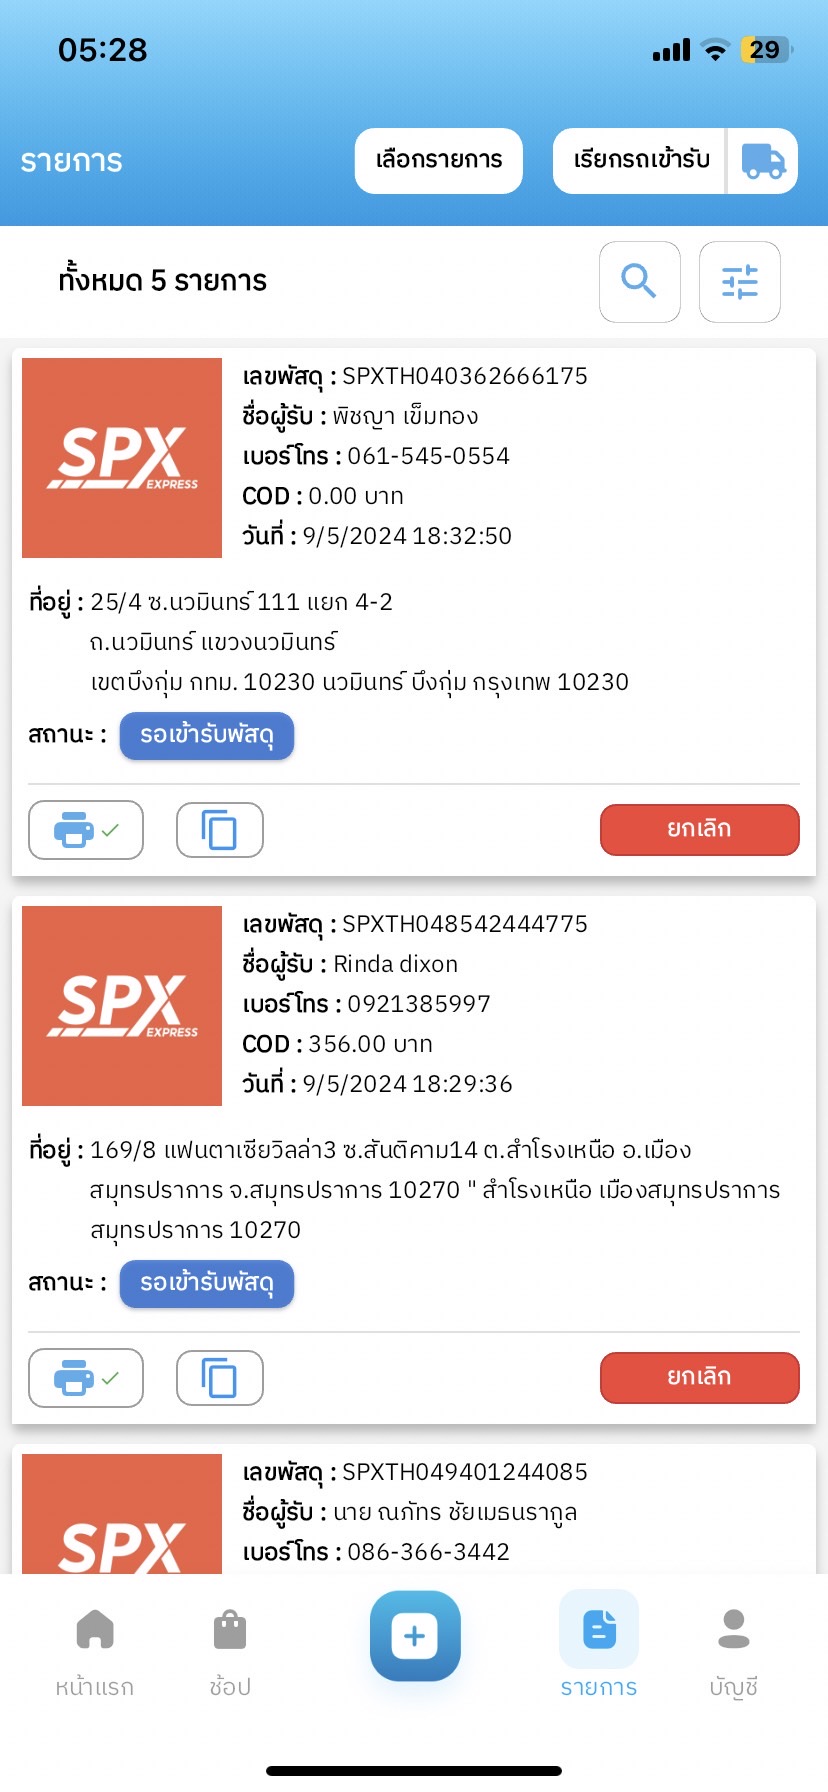 05:28
29
รายการ
เลือกรายการ
เรียกรถเข้ารับ
ทั้งหมด 5 รายการ
SPX
EXPRESS
เลขพัสดุ : SPXTH040362666175
ชื่อผู้รับ : พิชญา เข็มทอง
เบอร์โทร : 061-545-0554
COD : 0.00 บาท
วันที่ : 9/5/2024 18:32:50
ที่อยู่ : 25/4 ซ.นวมินทร์ 111 แยก 4-2
ถ.นวมินทร์ แขวงนวมินทร์
เขตบึงกุ่ม กทม. 10230 นวมินทร์ บึงกุ่ม กรุงเทพ 10230
สถานะ : รอเข้ารับพัสดุ
ยกเลิก
SPX
EXPRESS
เลขพัสดุ : SPXTH048542444775
ชื่อผู้รับ : Rinda dixon
เบอร์โทร : 0921385997
COD : 356.00 บาท
วันที่ : 9/5/2024 18:29:36
ที่อยู่ : 169/8 แฟนตาเซียวิลล่า3 ซ.สันติคาม14 ต.สำโรงเหนือ อ.เมือง
สมุทรปราการ จ.สมุทรปราการ 10270 " สำโรงเหนือ เมืองสมุทรปราการ
สมุทรปราการ 10270
สถานะ : รอเข้ารับพัสดุ
ยกเลิก
SPX
เลขพัสดุ : SPXTH049401244085
ชื่อผู้รับ : นาย ณภัทร ชัยเมธนรากูล
เบอร์โทร : 086-366-3442
หน้าแรก
ช้อป
รายการ
บัญชี